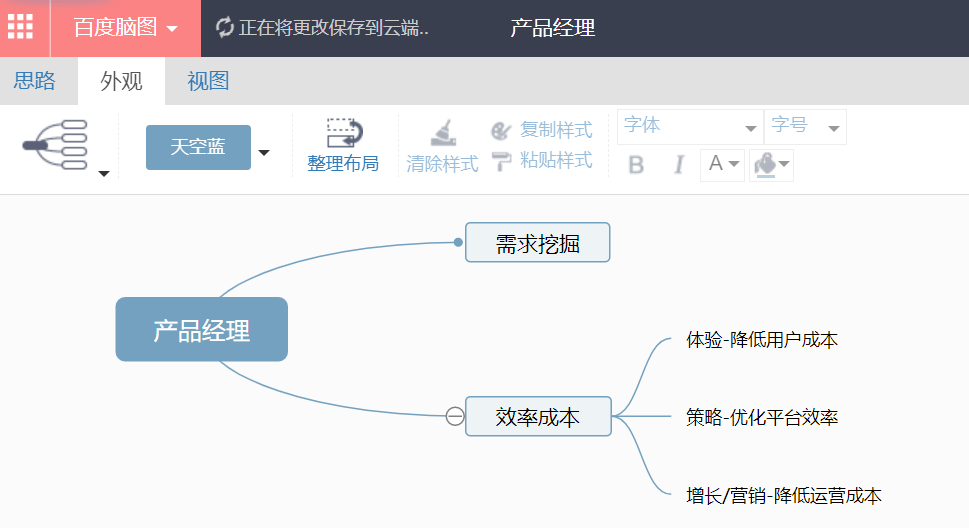 百度脑图 正在将更改保存到云端.. 产品经理
思路 外观 视图
天空蓝
整理布局
清除样式
复制样式
粘贴样式
字体 字号
B I A
需求挖掘
产品经理
体验-降低用户成本
效率成本
策略-优化平台效率
增长/营销-降低运营成本